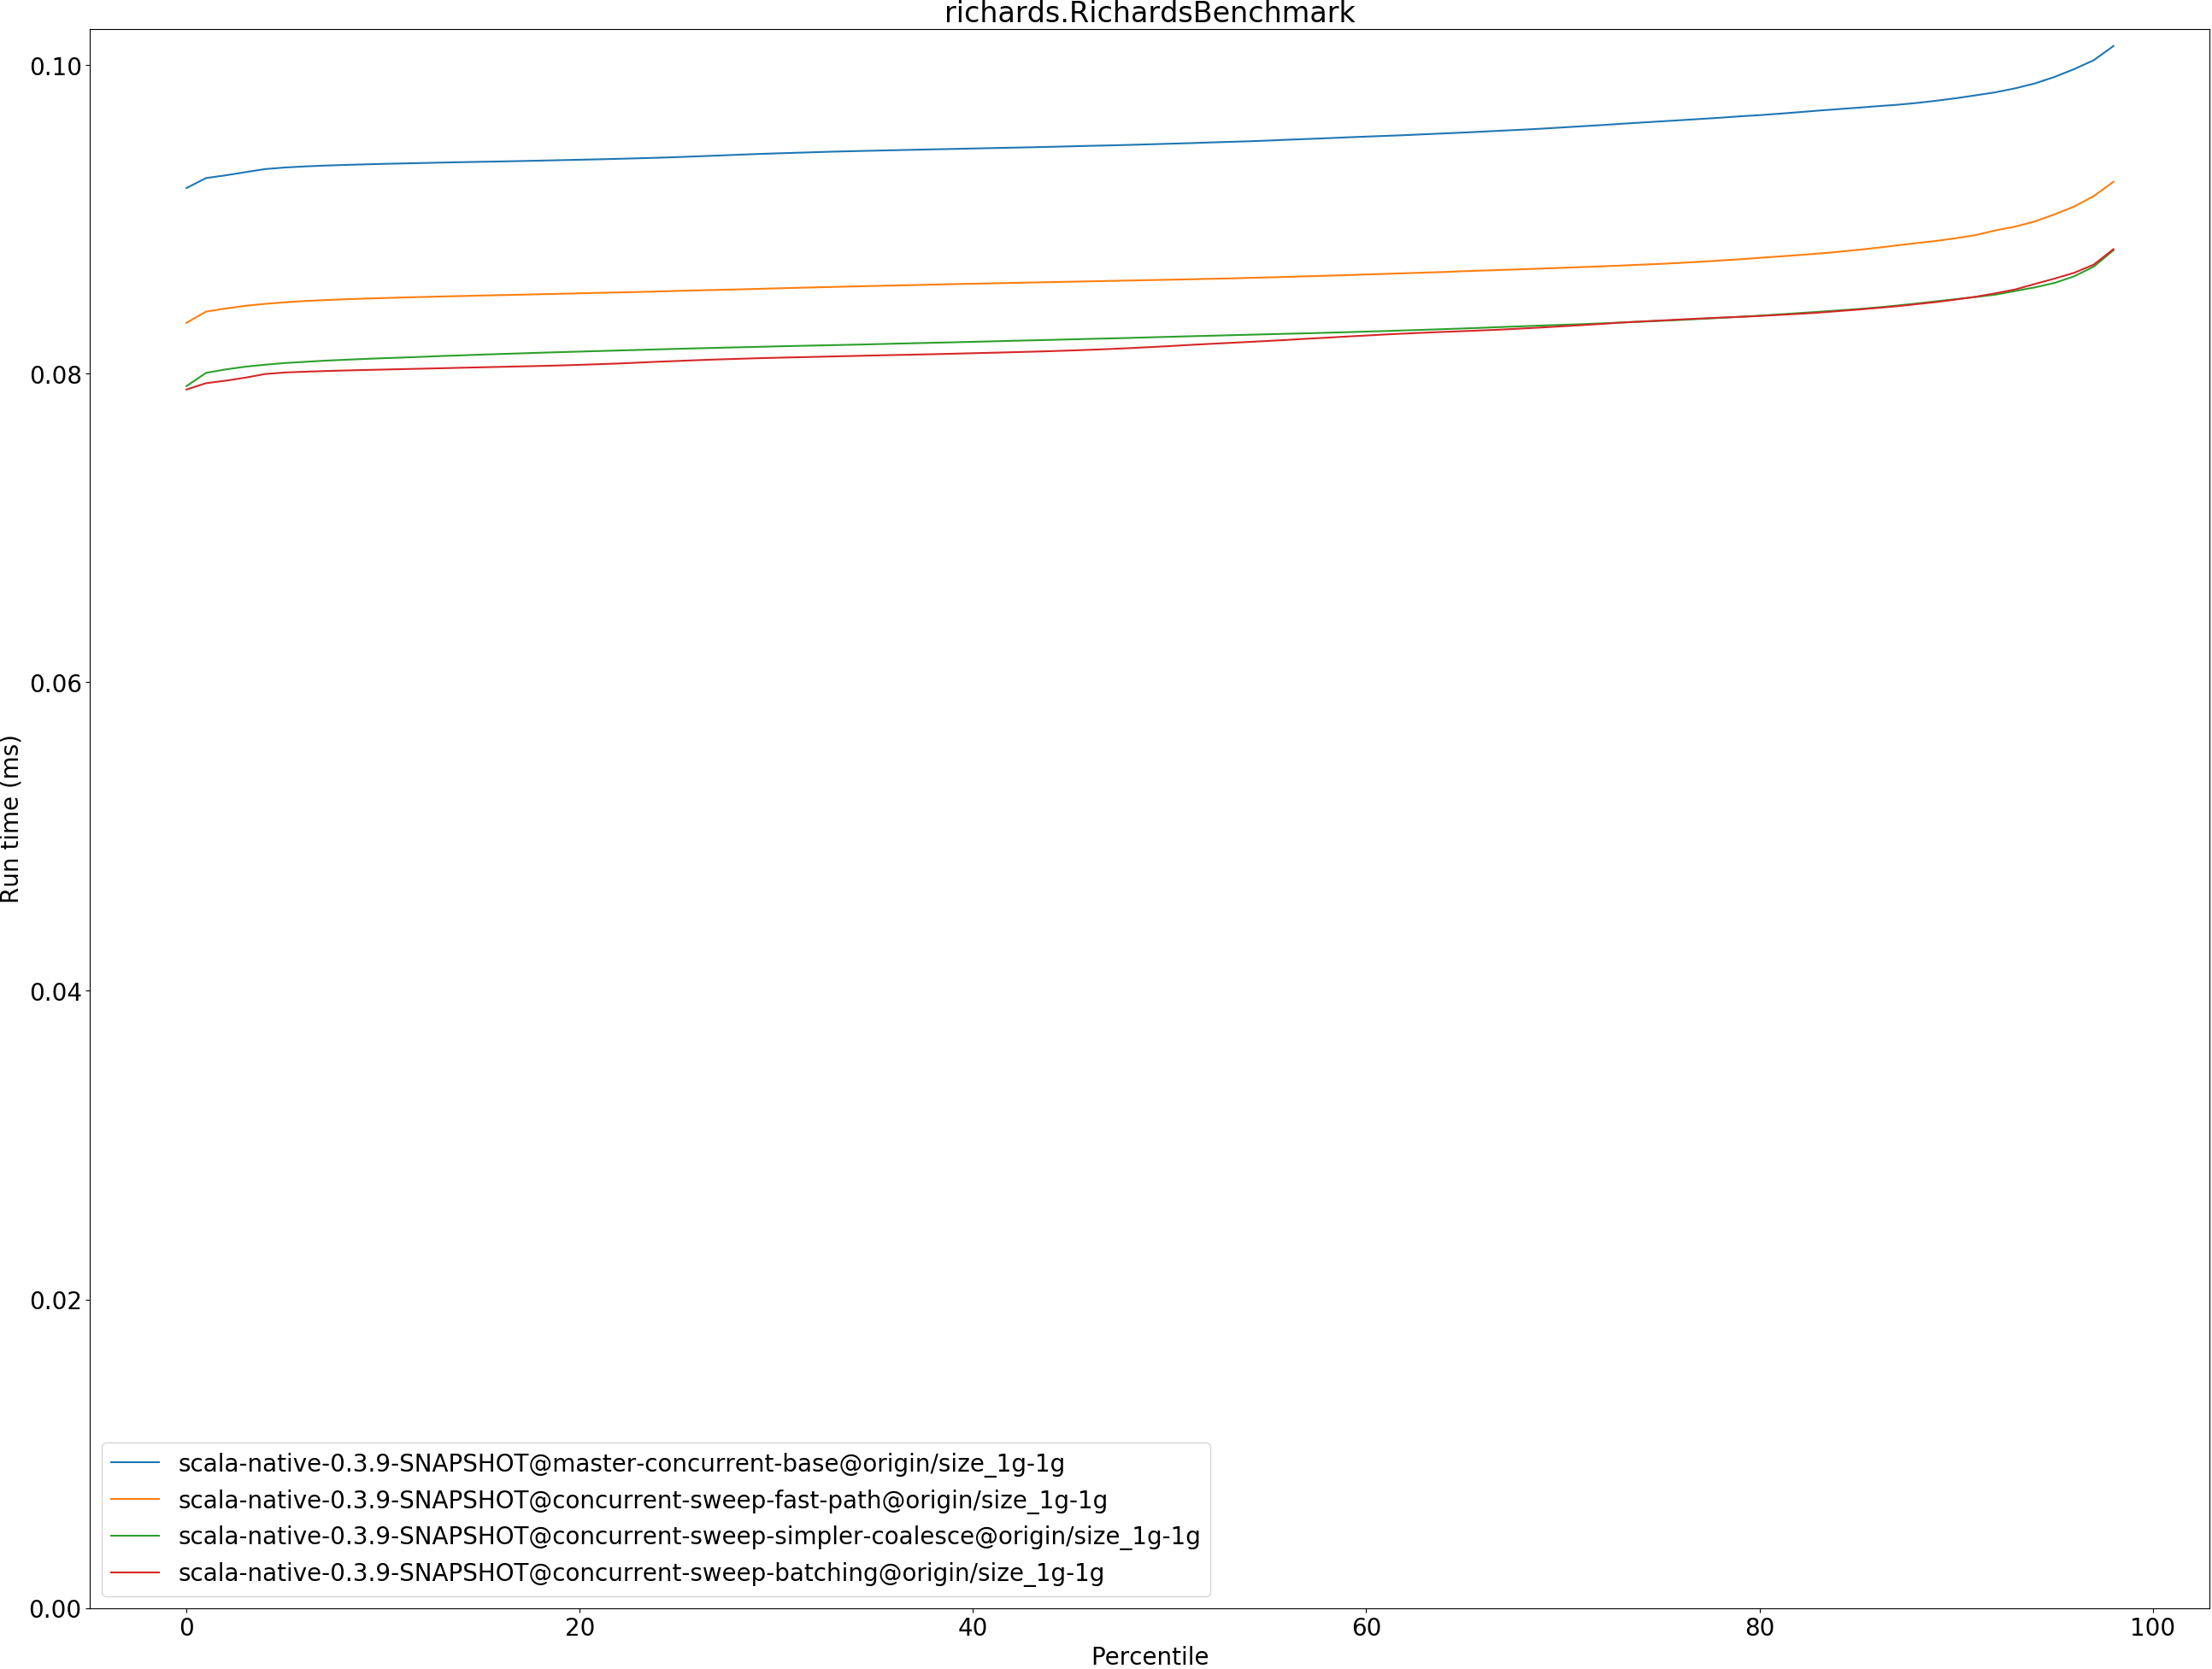 richards.RichardsBenchmark
0.10
0.08
0.06
0.04
0.02
0.00
Run time (ms)
scala-native-0.3.9-SNAPSHOT@master-concurrent-base@origin/size_1g-1g
scala-native-0.3.9-SNAPSHOT@concurrent-sweep-fast-path@origin/size_1g-1g
scala-native-0.3.9-SNAPSHOT@concurrent-sweep-simpler-coalesce@origin/size_1g-1g
scala-native-0.3.9-SNAPSHOT@concurrent-sweep-batching@origin/size_1g-1g
0 20 40 60 80 100
Percentile